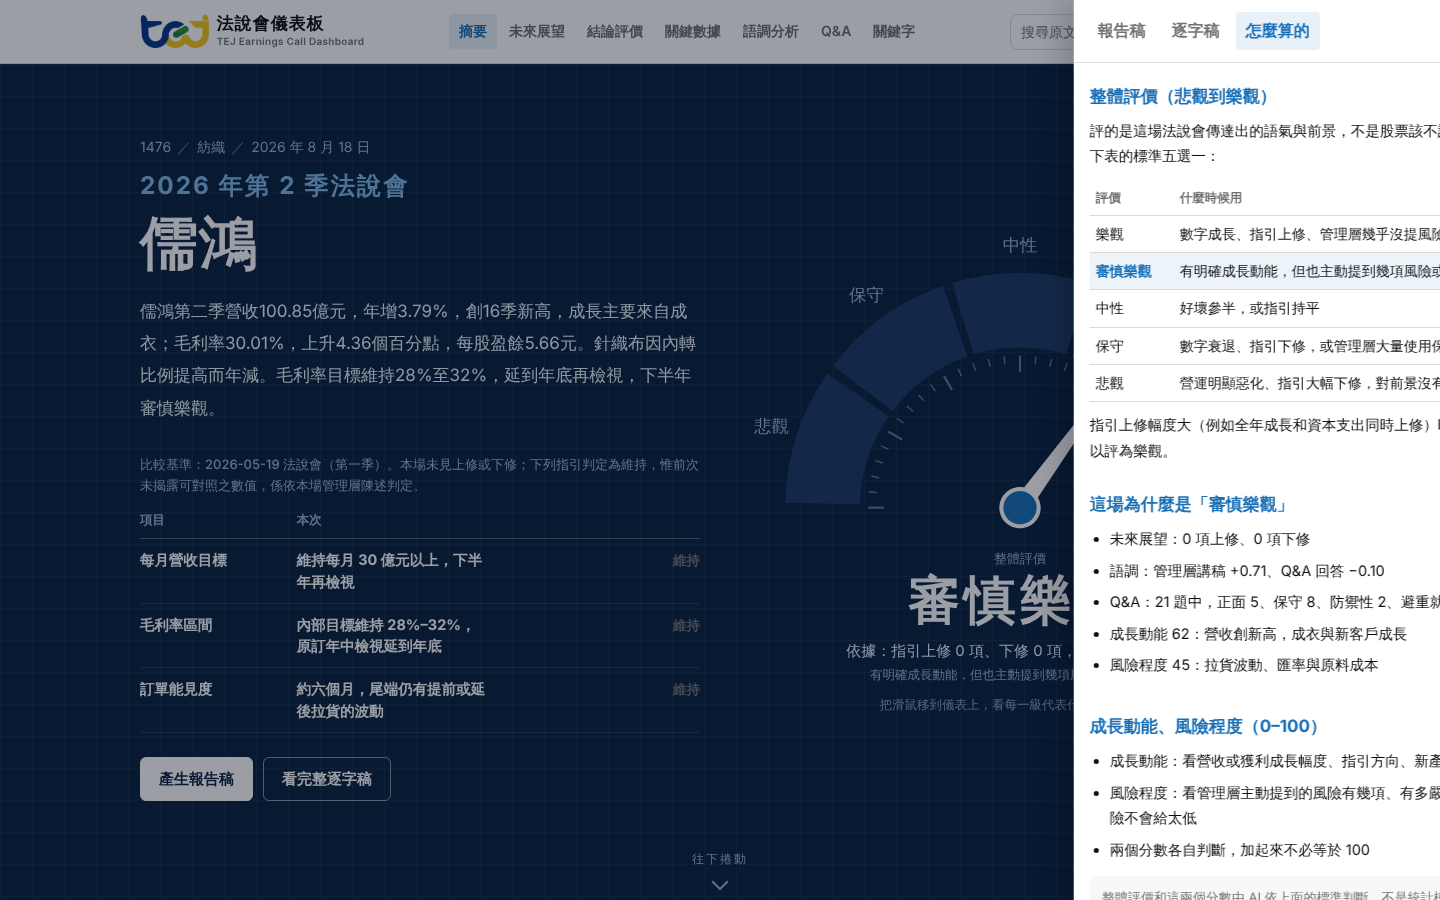 法說會儀表板
TEJ Earnings Call Dashboard
摘要 未來展望 結論評價 關鍵數據 語調分析 Q&A 關鍵字
搜尋原文
1476 ／ 紡織 ／ 2026 年 8 月 18 日
2026 年第 2 季法說會
儒鴻
儒鴻第二季營收100.85億元，年增3.79%，創16季新高，成長主要來自成
衣；毛利率30.01%，上升4.36個百分點，每股盈餘5.66元。針織布因內轉
比例提高而年減。毛利率目標維持28%至32%，延到年底再檢視，下半年
審慎樂觀。
比較基準：2026-05-19 法說會（第一季）。本場未見上修或下修；下列指引判定為維持，惟前次
未揭露可對照之數值，係依本場管理層陳述判定。
項目 本次
每月營收目標 維持每月 30 億元以上，下半 維持
年再檢視
毛利率區間 內部目標維持 28%–32%， 維持
原訂年中檢視延到年底
訂單能見度 約六個月，尾端仍有提前或延 維持
後拉貨的波動
產生報告稿 看完整逐字稿
悲觀
保守
中性
整體評價
審慎樂
依據：指引上修 0 項、下修 0 項，
有明確成長動能，但也主動提到幾項
把滑鼠移到儀表上，看每一級代表
往下捲動
報告稿 逐字稿 怎麼算的
整體評價（悲觀到樂觀）
評的是這場法說會傳達出的語氣與前景，不是股票該不
下表的標準五選一：
評價 什麼時候用
樂觀 數字成長、指引上修、管理層幾乎沒提風險
審慎樂觀 有明確成長動能，但也主動提到幾項風險或
中性 好壞參半，或指引持平
保守 數字衰退、指引下修，或管理層大量使用保
悲觀 營運明顯惡化、指引大幅下修，對前景沒有
指引上修幅度大（例如全年成長和資本支出同時上修）
以評為樂觀。
這場為什麼是「審慎樂觀」
• 未來展望：0 項上修、0 項下修
• 語調：管理層講稿 +0.71、Q&A 回答 −0.10
• Q&A：21 題中，正面 5、保守 8、防禦性 2、避重就
• 成長動能 62：營收創新高，成衣與新客戶成長
• 風險程度 45：拉貨波動、匯率與原料成本
成長動能、風險程度（0–100）
• 成長動能：看營收或獲利成長幅度、指引方向、新產
• 風險程度：看管理層主動提到的風險有幾項、有多嚴
險不會給太低
• 兩個分數各自判斷，加起來不必等於 100
整體評價和這兩個分數由 AI 依上面的標準判斷，不是統計